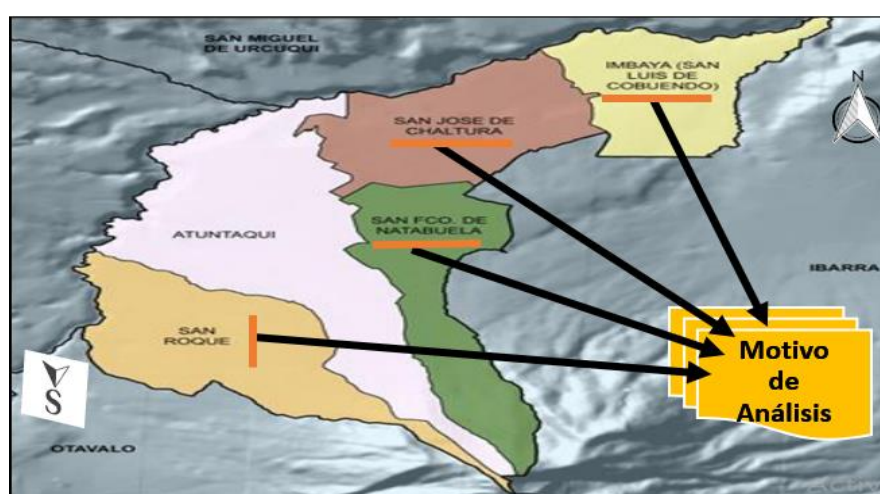 SAN MIGUEL
DE URCUQUI
IMBAYA (SAN
LUIS DE
COBUENDO)
N
SAN JOSE DE
CHALTURA
SAN FCO. DE
NATABUELA
ATUNTAQUI
IBARRA
SAN
ROQUE
Motivo
de
Análisis
S
OTAVALO